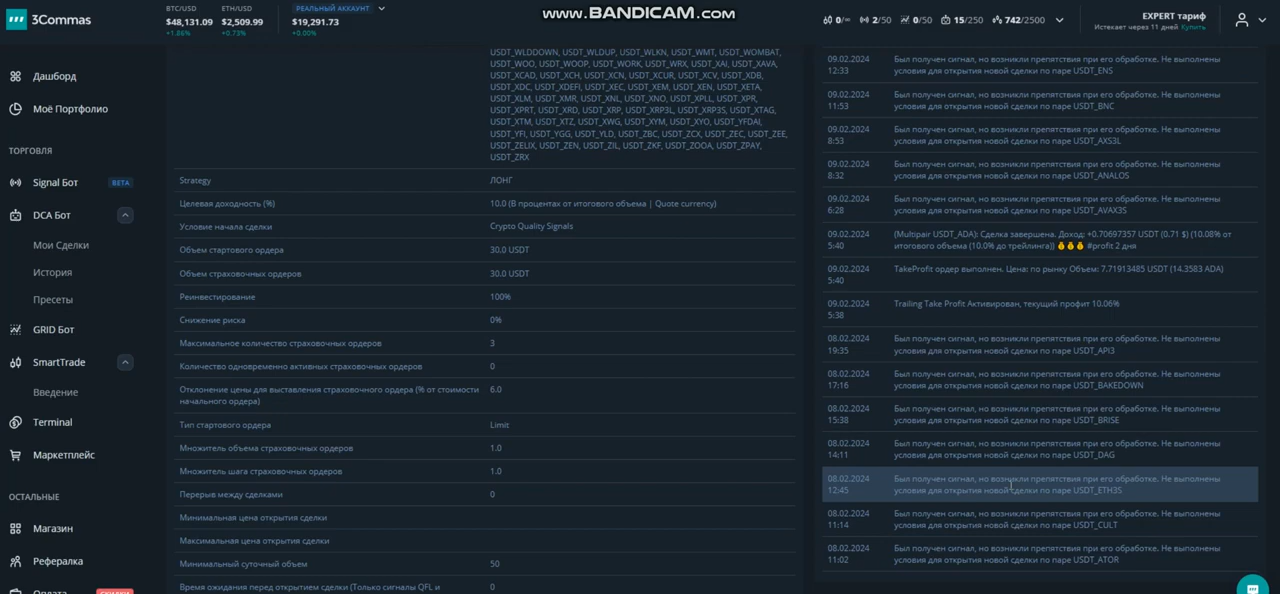 3Commas
BTC/USD
$48,131.09
+1.86%
ETH/USD
$2,509.99
+0.73%
РЕАЛЬНЫЙ АККАУНТ
$19,291.73
+0.00%
www.BANDICAM.com
0/∞
2/50
0/50
15/250
742/2500
EXPERT тариф
Истекает через 11 дней Купить
Дашборд
Моё Портфолио
ТОРГОВЛЯ
Signal Бот
BETA
DCA Бот
Мои Сделки
История
Пресеты
GRID Бот
SmartTrade
Введение
Terminal
Маркетплейс
ОСТАЛЬНЫЕ
Магазин
Рефералка
Оплата
СКИДКИ
USDT_WLDDOWN, USDT_WLDUP, USDT_WLKN, USDT_WMT, USDT_WOMBAT,
USDT_WOO, USDT_WOOP, USDT_WORK, USDT_WRX, USDT_XAI, USDT_XAVA,
USDT_XCAD, USDT_XCH, USDT_XCN, USDT_XCUR, USDT_XCV, USDT_XDB,
USDT_XDC, USDT_XDEFI, USDT_XEC, USDT_XEM, USDT_XEN, USDT_XETA,
USDT_XLM, USDT_XMR, USDT_XNL, USDT_XNO, USDT_XPLL, USDT_XPR,
USDT_XPRT, USDT_XRD, USDT_XRP, USDT_XRP3L, USDT_XRP3S, USDT_XTAG,
USDT_XTM, USDT_XTZ, USDT_XWG, USDT_XYM, USDT_XYO, USDT_YFDAI,
USDT_YFI, USDT_YGG, USDT_YLD, USDT_ZBC, USDT_ZCX, USDT_ZEC, USDT_ZEE,
USDT_ZELIX, USDT_ZEN, USDT_ZIL, USDT_ZKF, USDT_ZOOA, USDT_ZPAY,
USDT_ZRX
Strategy
ЛОНГ
Целевая доходность (%)
10.0 (В процентах от итогового объема | Quote currency)
Условие начала сделки
Crypto Quality Signals
Объем стартового ордера
30.0 USDT
Объем страховочных ордеров
30.0 USDT
Реинвестирование
100%
Снижение риска
0%
Максимальное количество страховочных ордеров
3
Количество одновременно активных страховочных ордеров
0
Отклонение цены для выставления страховочного ордера (% от стоимости
начального ордера)
6.0
Тип стартового ордера
Limit
Множитель объема страховочных ордеров
1.0
Множитель шага страховочных ордеров
1.0
Перерыв между сделками
0
Минимальная цена открытия сделки
Максимальная цена открытия сделки
Минимальный суточный объем
50
Время ожидания перед открытием сделки (Только сигналы QFL и
0
09.02.2024
12:33
Был получен сигнал, но возникли препятствия при его обработке. Не выполнены
условия для открытия новой сделки по паре USDT_ENS
09.02.2024
11:53
Был получен сигнал, но возникли препятствия при его обработке. Не выполнены
условия для открытия новой сделки по паре USDT_BNC
09.02.2024
8:53
Был получен сигнал, но возникли препятствия при его обработке. Не выполнены
условия для открытия новой сделки по паре USDT_AXS3L
09.02.2024
8:32
Был получен сигнал, но возникли препятствия при его обработке. Не выполнены
условия для открытия новой сделки по паре USDT_ANALOS
09.02.2024
6:28
Был получен сигнал, но возникли препятствия при его обработке. Не выполнены
условия для открытия новой сделки по паре USDT_AVAX3S
09.02.2024
5:40
(Multipair USDT_ADA): Сделка завершена. Доход: +0.70697357 USDT (0,71 $) (10.08% от
итогового объема (10.0% до трейлинга)) 💰💰💰 #profit 2 дня
09.02.2024
5:40
TakeProfit ордер выполнен. Цена: по рынку Объем: 7.71913485 USDT (14.3583 ADA)
09.02.2024
5:38
Trailing Take Profit Активирован, текущий профит 10.06%
08.02.2024
19:35
Был получен сигнал, но возникли препятствия при его обработке. Не выполнены
условия для открытия новой сделки по паре USDT_API3
08.02.2024
17:16
Был получен сигнал, но возникли препятствия при его обработке. Не выполнены
условия для открытия новой сделки по паре USDT_BAKEDOWN
08.02.2024
15:38
Был получен сигнал, но возникли препятствия при его обработке. Не выполнены
условия для открытия новой сделки по паре USDT_BRISE
08.02.2024
14:11
Был получен сигнал, но возникли препятствия при его обработке. Не выполнены
условия для открытия новой сделки по паре USDT_DAG
08.02.2024
12:45
Был получен сигнал, но возникли препятствия при его обработке. Не выполнены
условия для открытия новой сделки по паре USDT_ETH3S
08.02.2024
11:14
Был получен сигнал, но возникли препятствия при его обработке. Не выполнены
условия для открытия новой сделки по паре USDT_CULT
08.02.2024
11:02
Был получен сигнал, но возникли препятствия при его обработке. Не выполнены
условия для открытия новой сделки по паре USDT_ATOR